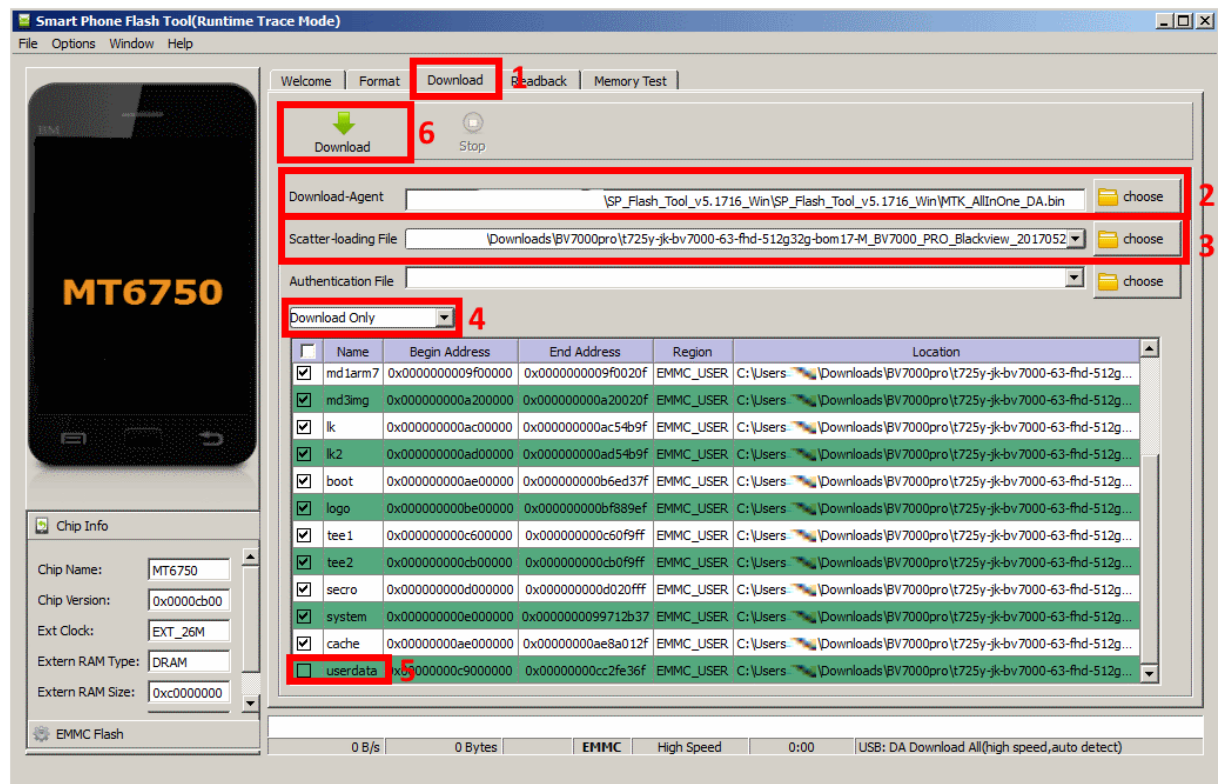 Smart Phone Flash Tool(Runtime Trace Mode)
File Options Window Help
Welcome Format Download 1 Readback Memory Test
BM
Download 6 Stop
Download-Agent \SP_Flash_Tool_v5.1716_Win\SP_Flash_Tool_v5.1716_Win\MTK_AllInOne_DA.bin choose 2
Scatter-loading File \Downloads\BV7000pro\t725y-jk-bv7000-63-fhd-512g32g-bom17-M_BV7000_PRO_Blackview_2017052 choose 3
Authentication File choose
MT6750
Download Only 4
Name Begin Address End Address Region Location
md1arm7 0x0000000009f00000 0x0000000009f0020f EMMC_USER C:\Users \Downloads\BV7000pro\t725y-jk-bv7000-63-fhd-512g...
md3img 0x000000000a200000 0x000000000a20020f EMMC_USER C:\Users \Downloads\BV7000pro\t725y-jk-bv7000-63-fhd-512g...
lk 0x000000000ac00000 0x000000000ac54b9f EMMC_USER C:\Users \Downloads\BV7000pro\t725y-jk-bv7000-63-fhd-512g...
lk2 0x000000000ad00000 0x000000000ad54b9f EMMC_USER C:\Users \Downloads\BV7000pro\t725y-jk-bv7000-63-fhd-512g...
boot 0x000000000ae00000 0x000000000b6ed37f EMMC_USER C:\Users \Downloads\BV7000pro\t725y-jk-bv7000-63-fhd-512g...
logo 0x000000000be00000 0x000000000bf889ef EMMC_USER C:\Users \Downloads\BV7000pro\t725y-jk-bv7000-63-fhd-512g...
tee1 0x000000000c600000 0x000000000c60f9ff EMMC_USER C:\Users \Downloads\BV7000pro\t725y-jk-bv7000-63-fhd-512g...
tee2 0x000000000cb00000 0x000000000cb0f9ff EMMC_USER C:\Users \Downloads\BV7000pro\t725y-jk-bv7000-63-fhd-512g...
secro 0x000000000d000000 0x000000000d020fff EMMC_USER C:\Users \Downloads\BV7000pro\t725y-jk-bv7000-63-fhd-512g...
system 0x000000000e000000 0x0000000099712b37 EMMC_USER C:\Users \Downloads\BV7000pro\t725y-jk-bv7000-63-fhd-512g...
cache 0x00000000ae000000 0x00000000ae8a012f EMMC_USER C:\Users \Downloads\BV7000pro\t725y-jk-bv7000-63-fhd-512g...
userdata 5 0x00000000c9000000 0x00000000cc2fe36f EMMC_USER C:\Users \Downloads\BV7000pro\t725y-jk-bv7000-63-fhd-512g...
Chip Info
Chip Name: MT6750
Chip Version: 0x0000cb00
Ext Clock: EXT_26M
Extern RAM Type: DRAM
Extern RAM Size: 0xc0000000
EMMC Flash
0 B/s 0 Bytes EMMC High Speed 0:00 USB: DA Download All(high speed,auto detect)